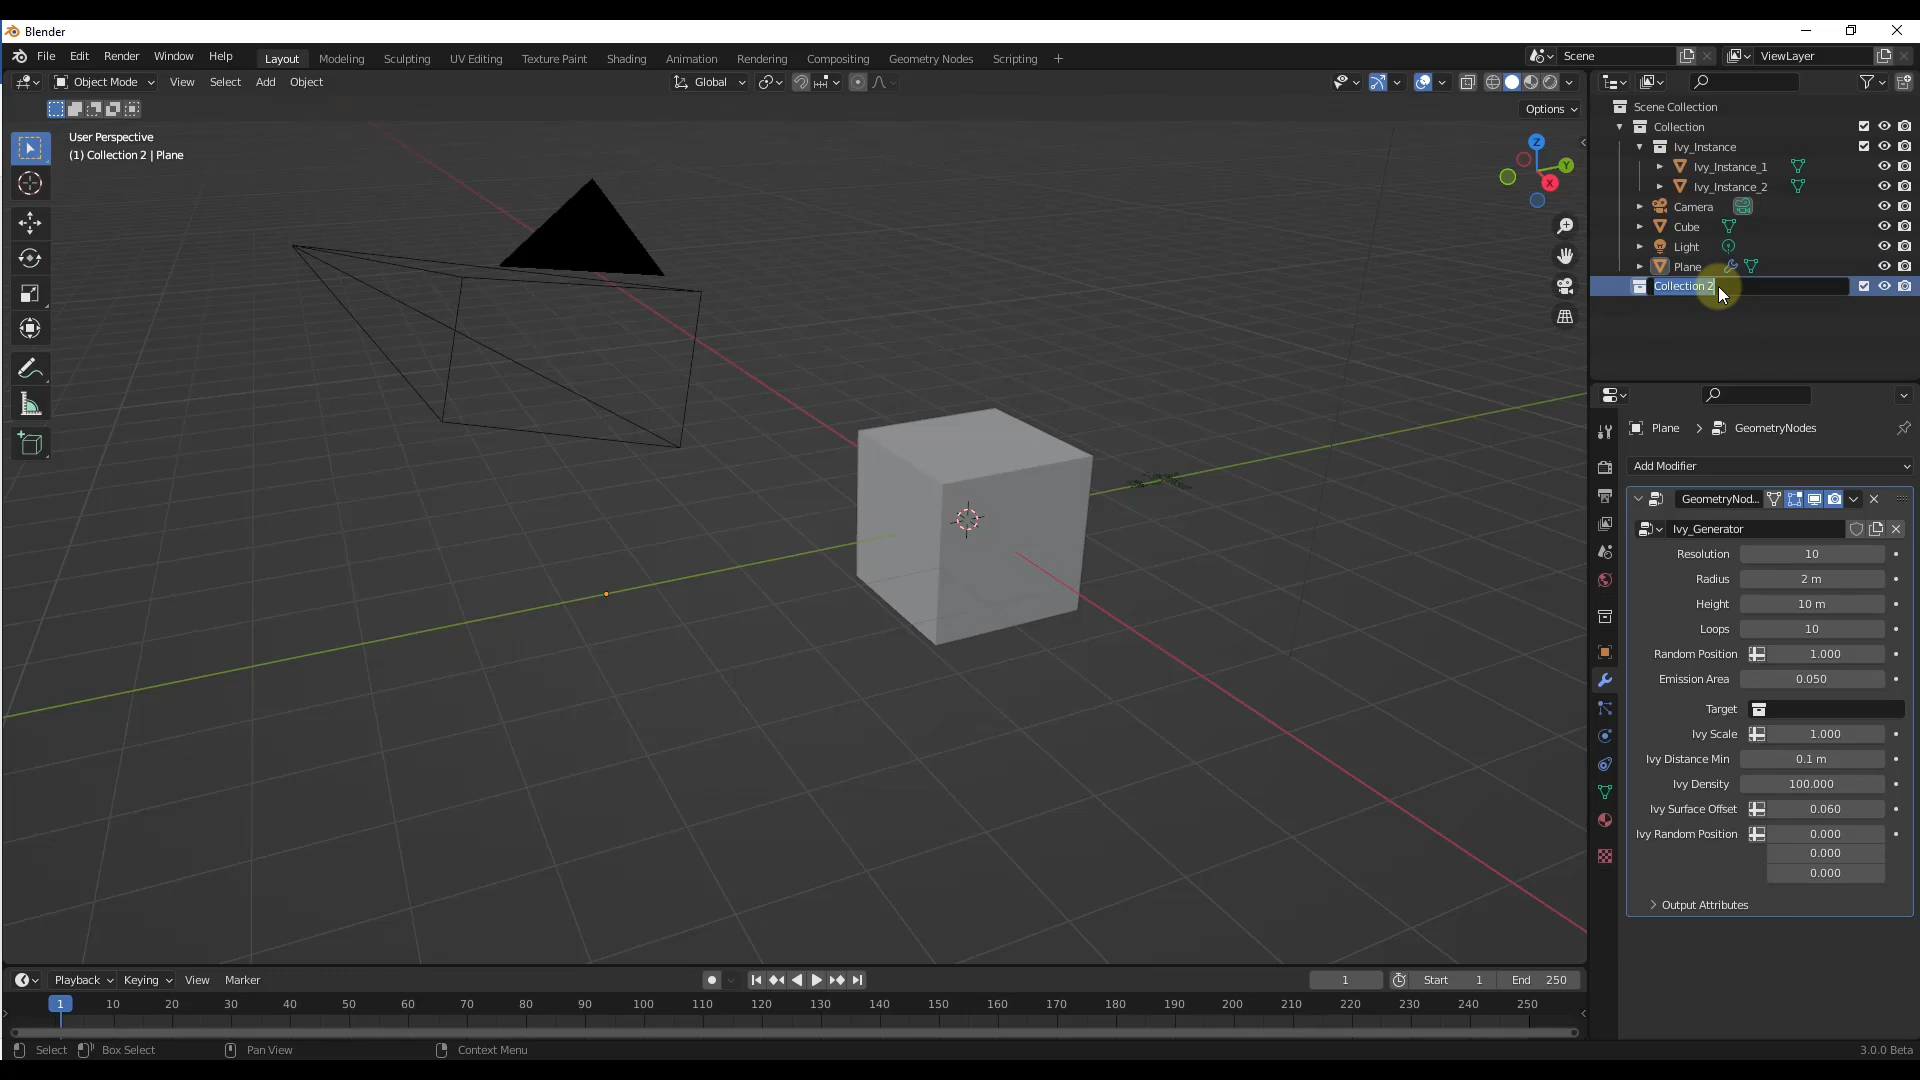 Blender
File Edit Render Window Help Layout Modeling Sculpting UV Editing Texture Paint Shading Animation Rendering Compositing Geometry Nodes Scripting + Scene ViewLayer
Object Mode View Select Add Object Global
Options
User Perspective
(1) Collection 2 | Plane
Z
Y
X
Scene Collection
Collection
Ivy_Instance
Ivy_Instance_1
Ivy_Instance_2
Camera
Cube
Light
Plane
Collection 2
Plane > GeometryNodes
Add Modifier
GeometryNod...
Ivy_Generator
Resolution 10
Radius 2 m
Height 10 m
Loops 10
Random Position 1.000
Emission Area 0.050
Target
Ivy Scale 1.000
Ivy Distance Min 0.1 m
Ivy Density 100.000
Ivy Surface Offset 0.060
Ivy Random Position 0.000
0.000
0.000
Output Attributes
Playback Keying View Marker 1 Start 1 End 250
1 10 20 30 40 50 60 70 80 90 100 110 120 130 140 150 160 170 180 190 200 210 220 230 240 250
Select Box Select Pan View Context Menu 3.0.0 Beta